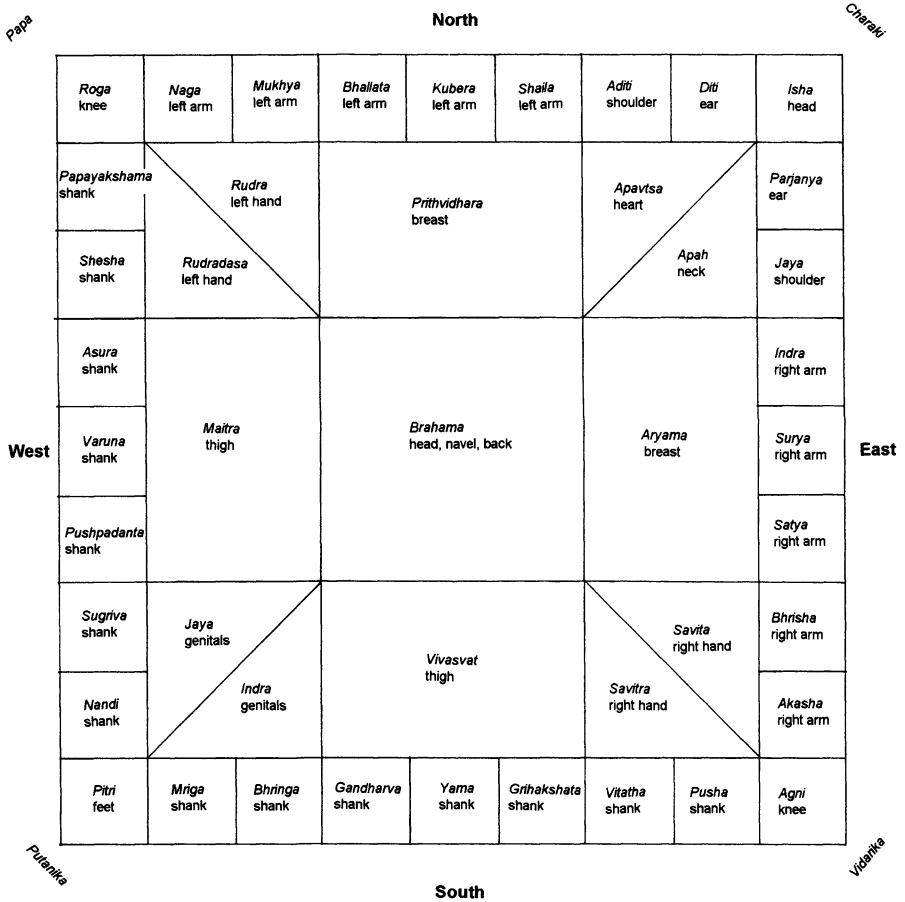 Papa
North
Charaki
Roga
knee
Naga
left arm
Mukhya
left arm
Bhallata
left arm
Kubera
left arm
Shaila
left arm
Aditi
shoulder
Diti
ear
Isha
head
Papayakshama
shank
Rudra
left hand
Prithvidhara
breast
Apavtsa
heart
Parjanya
ear
Shesha
shank
Rudradasa
left hand
Apah
neck
Jaya
shoulder
Asura
shank
Indra
right arm
West
Varuna
shank
Maitra
thigh
Brahama
head, navel, back
Aryama
breast
Surya
right arm
East
Pushpadanta
shank
Satya
right arm
Sugriva
shank
Jaya
genitals
Savita
right hand
Bhrisha
right arm
Vivasvat
thigh
Nandi
shank
Indra
genitals
Savitra
right hand
Akasha
right arm
Pitri
feet
Mriga
shank
Bhringa
shank
Gandharva
shank
Yama
shank
Grihakshata
shank
Vitatha
shank
Pusha
shank
Agni
knee
Putanika
South
Vidarika